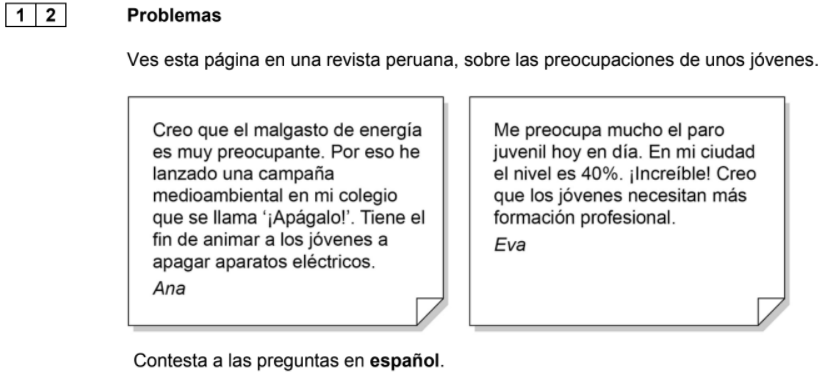 1 2 Problemas
Ves esta página en una revista peruana, sobre las preocupaciones de unos jóvenes.
Creo que el malgasto de energía
es muy preocupante. Por eso he
lanzado una campaña
medioambiental en mi colegio
que se llama ‘¡Apágalo!’. Tiene el
fin de animar a los jóvenes a
apagar aparatos eléctricos.
Ana
Me preocupa mucho el paro
juvenil hoy en día. En mi ciudad
el nivel es 40%. ¡Increíble! Creo
que los jóvenes necesitan más
formación profesional.
Eva
Contesta a las preguntas en español.